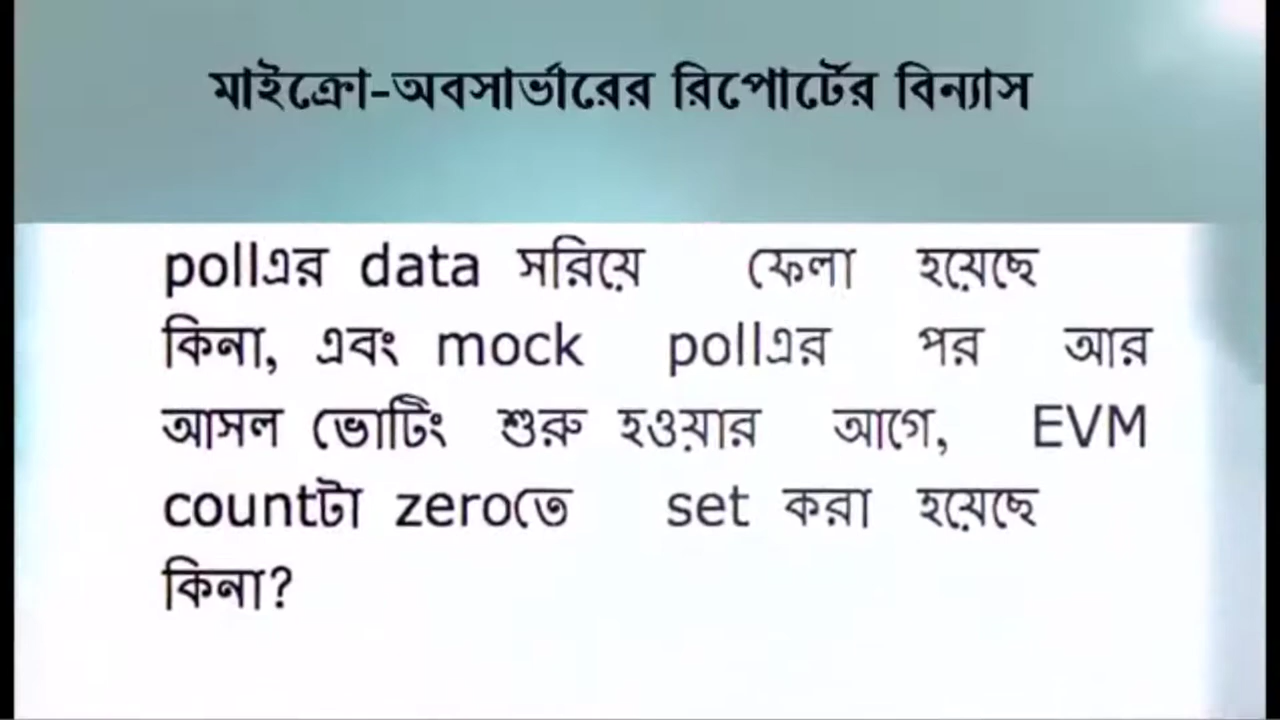 মাইক্রো-অবসার্ভারের রিপোর্টের বিন্যাস
pollএর data সরিয়ে ফেলা হয়েছে
কিনা, এবং mock pollএর পর আর
আসল ভোটিং শুরু হওয়ার আগে, EVM
countটা zeroতে set করা হয়েছে
কিনা?